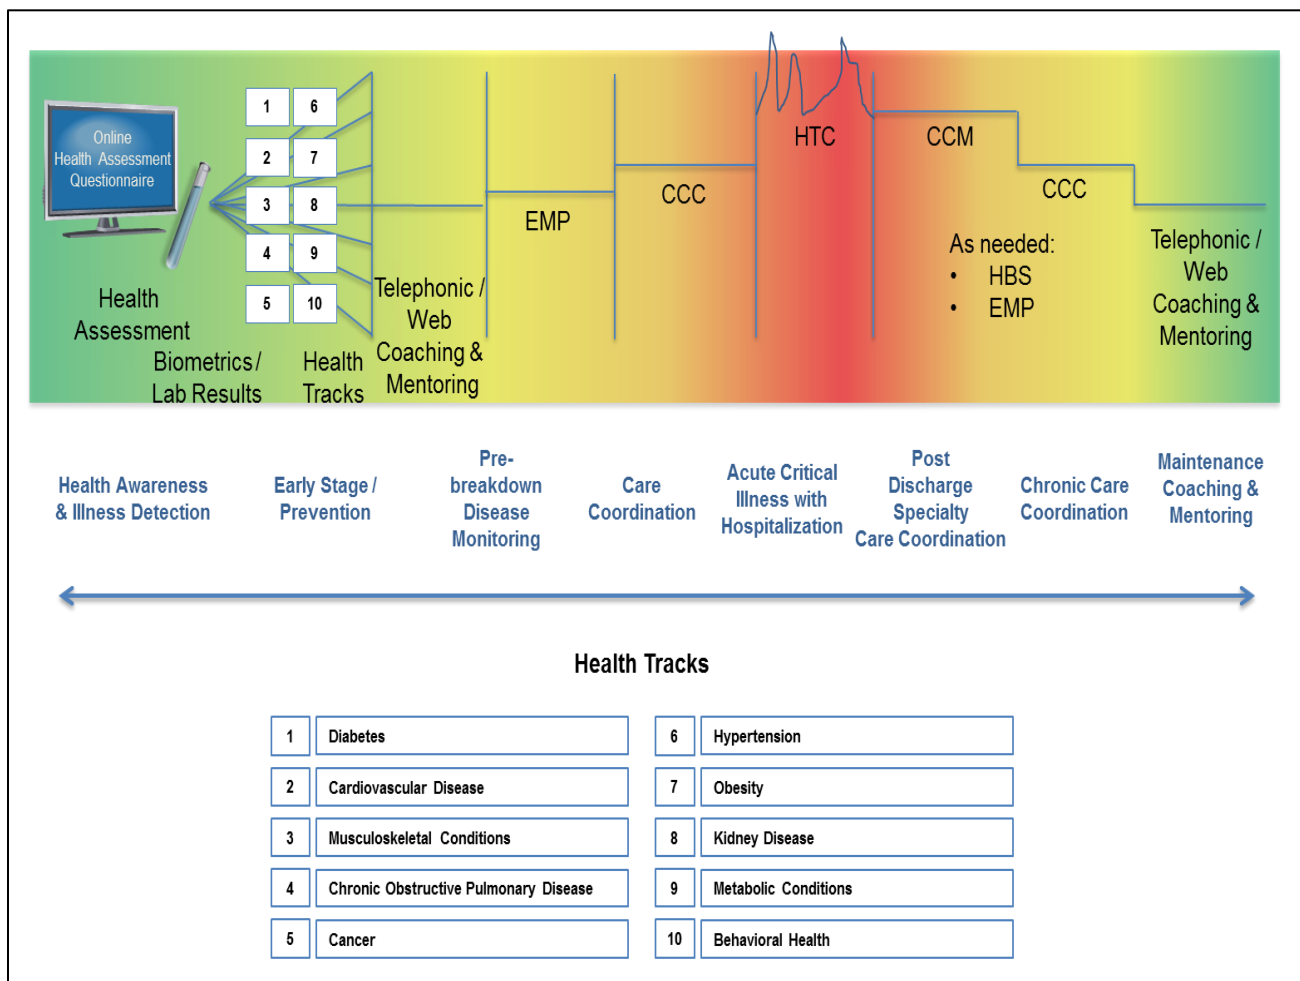 Online
Health Assessment
Questionnaire
1 6
2 7
3 8
4 9
5 10
Health
Assessment
Biometrics /
Lab Results
Health
Tracks
Telephonic /
Web
Coaching &
Mentoring
EMP
CCC
HTC
CCM
CCC
As needed:
• HBS
• EMP
Telephonic /
Web
Coaching &
Mentoring
Health Awareness
& Illness Detection
Early Stage /
Prevention
Pre-
breakdown
Disease
Monitoring
Care
Coordination
Acute Critical
Illness with
Hospitalization
Post
Discharge
Specialty
Care Coordination
Chronic Care
Coordination
Maintenance
Coaching &
Mentoring
Health Tracks
1 Diabetes
2 Cardiovascular Disease
3 Musculoskeletal Conditions
4 Chronic Obstructive Pulmonary Disease
5 Cancer
6 Hypertension
7 Obesity
8 Kidney Disease
9 Metabolic Conditions
10 Behavioral Health